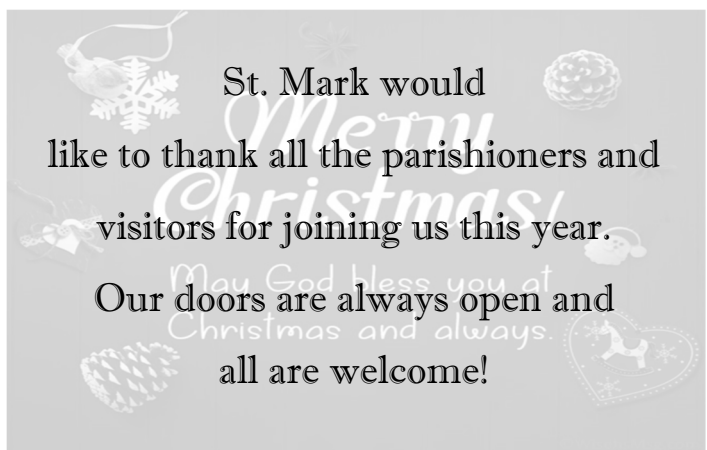 St. Mark would
like to thank all the parishioners and
visitors for joining us this year.
Our doors are always open and
all are welcome!
Merry
Christmas!
May God bless you at
Christmas and always.